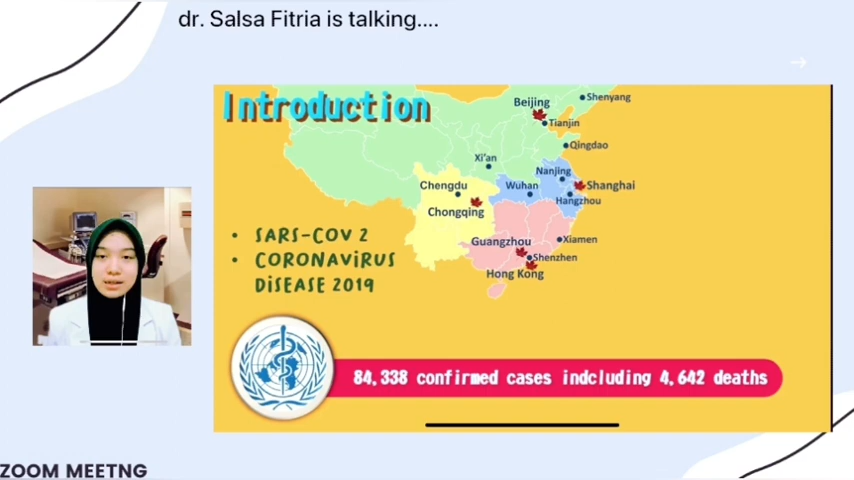 dr. Salsa Fitria is talking....
Introduction
Beijing
Shenyang
Tianjin
Qingdao
Xi'an
Nanjing
Chengdu
Wuhan
Shanghai
Hangzhou
Chongqing
Guangzhou
Xiamen
Shenzhen
Hong Kong
• SARS-COV 2
• CORONAVIRUS
DISEASE 2019
84,338 confirmed cases indcluding 4,642 deaths
ZOOM MEETNG